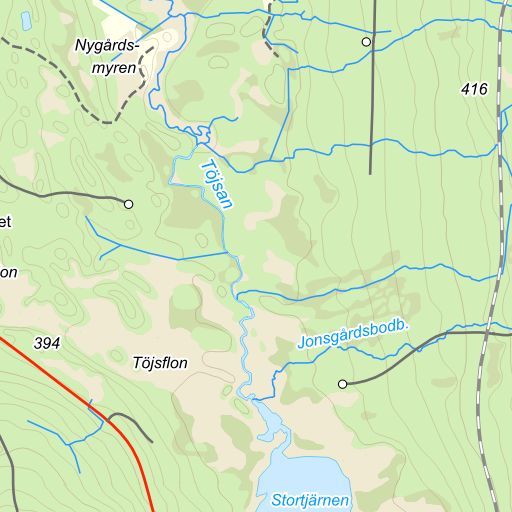 Nygårds-
myren
416
Töjsan
et
on
394
Töjsflon
Jonsgårdsbodb.
Stortjärnen